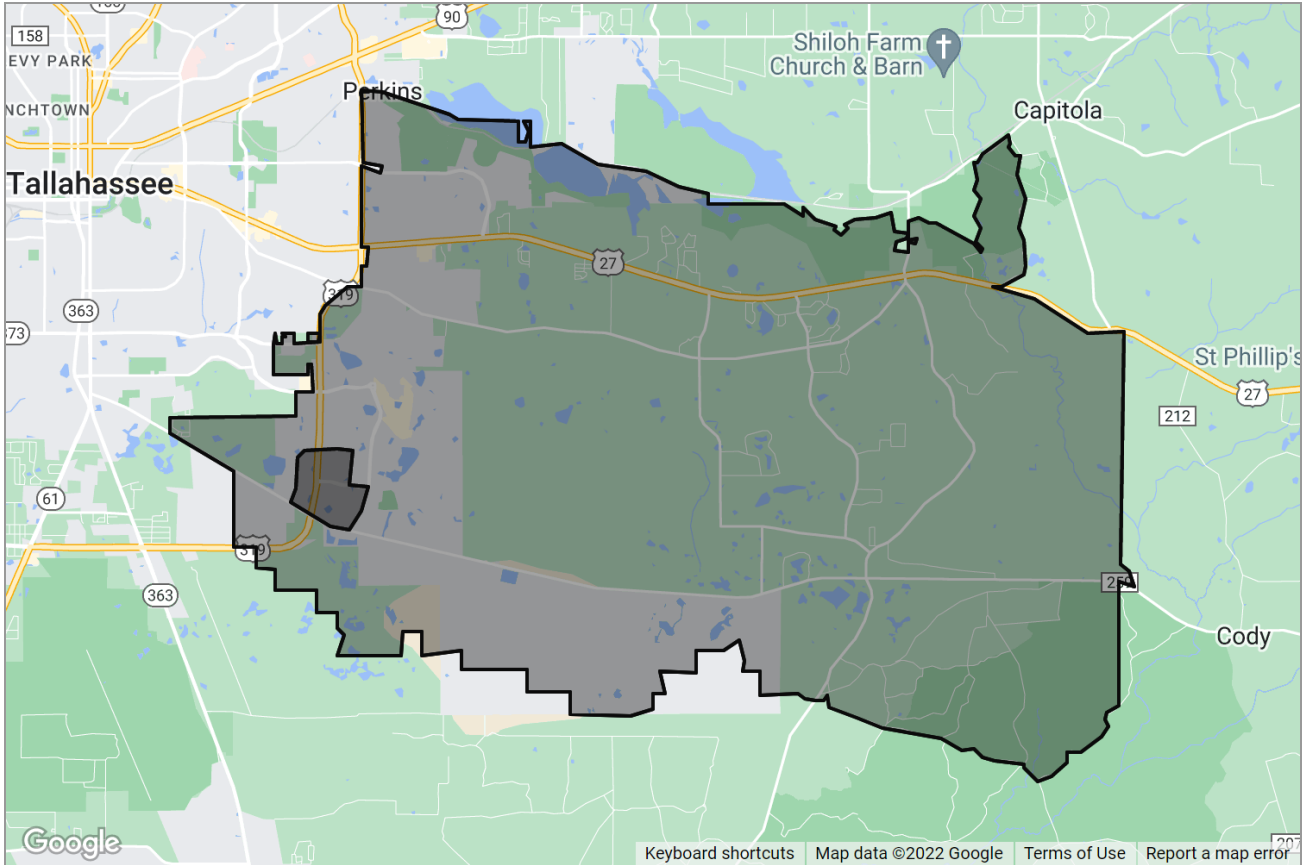 90
158
EVY PARK
Shiloh Farm
Church & Barn
Perkins
NCHTOWN
Capitola
Tallahassee
27
319
363
73
St Phillip's
27
212
61
319
259
363
Cody
Google
Keyboard shortcuts
Map data ©2022 Google
Terms of Use
Report a map error